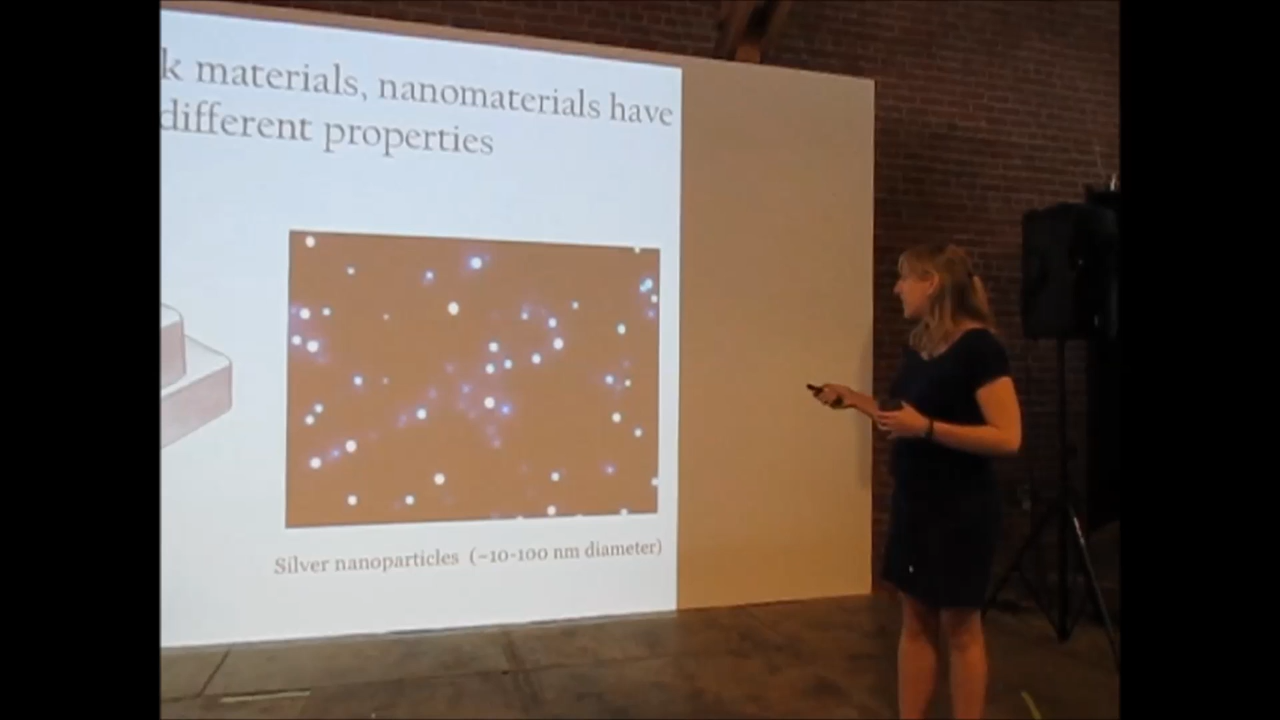 k materials, nanomaterials have
different properties
Silver nanoparticles (~10-100 nm diameter)